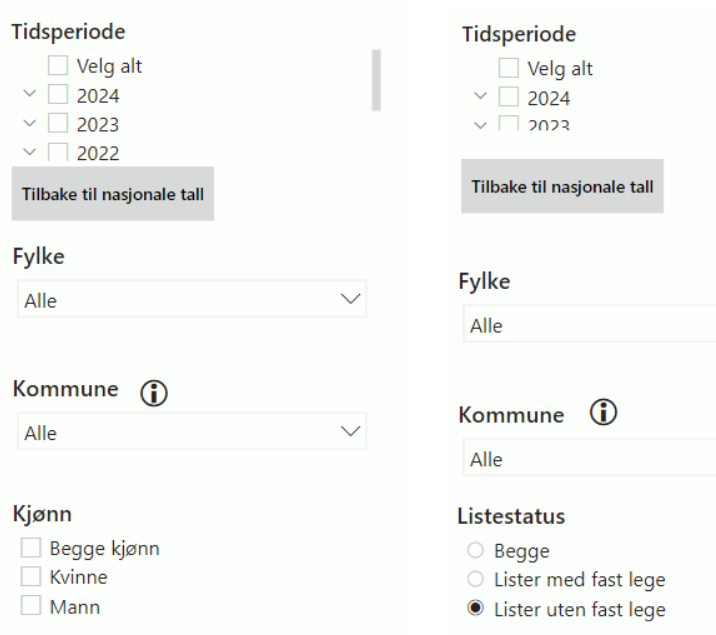 Tidsperiode
Velg alt
2024
2023
2022
Tilbake til nasjonale tall
Fylke
Alle
Kommune
Alle
Kjønn
Begge kjønn
Kvinne
Mann
Tidsperiode
Velg alt
2024
2023
Tilbake til nasjonale tall
Fylke
Alle
Kommune
Alle
Listestatus
Begge
Lister med fast lege
Lister uten fast lege